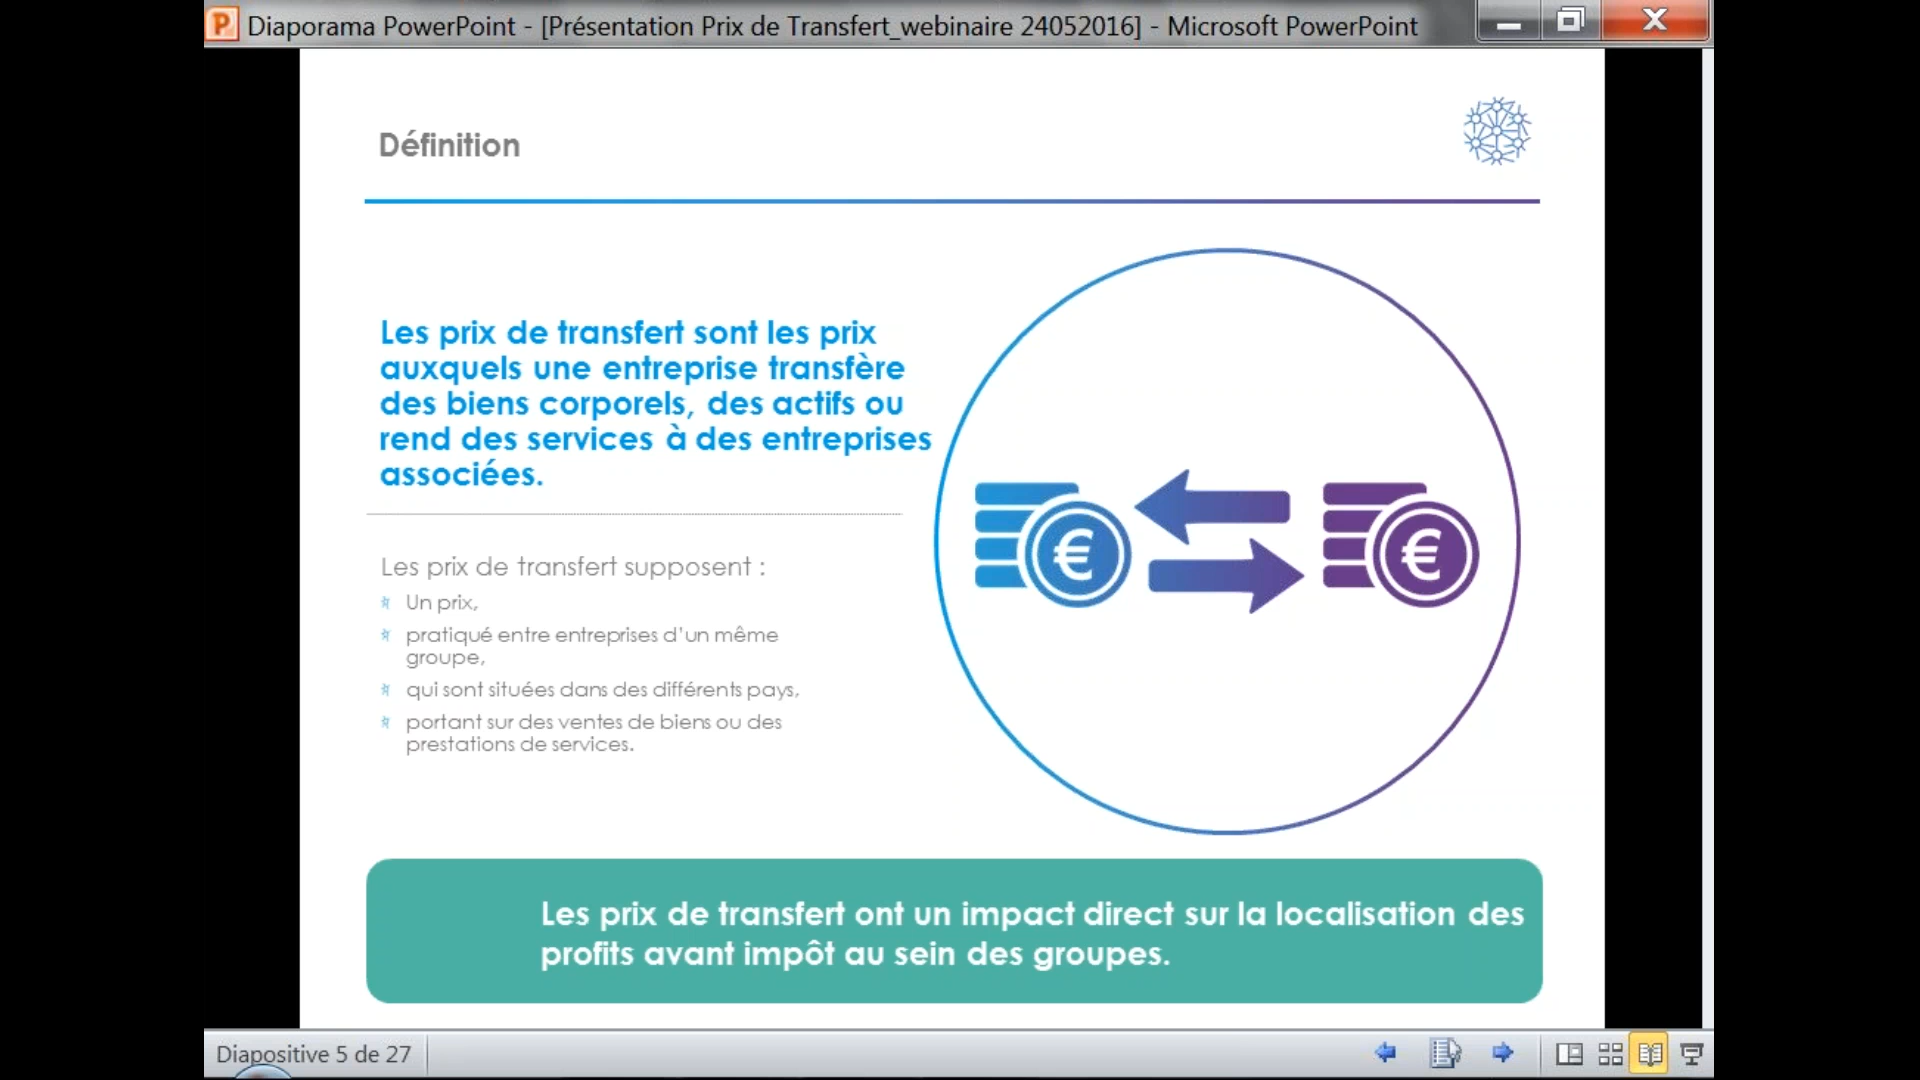 Diaporama PowerPoint - [Présentation Prix de Transfert_webinaire 24052016] - Microsoft PowerPoint
Définition
Les prix de transfert sont les prix
auxquels une entreprise transfère
des biens corporels, des actifs ou
rend des services à des entreprises
associées.
Les prix de transfert supposent :
Un prix,
pratiqué entre entreprises d'un même
groupe,
qui sont situées dans des différents pays,
portant sur des ventes de biens ou des
prestations de services.
€ €
Les prix de transfert ont un impact direct sur la localisation des
profits avant impôt au sein des groupes.
Diapositive 5 de 27